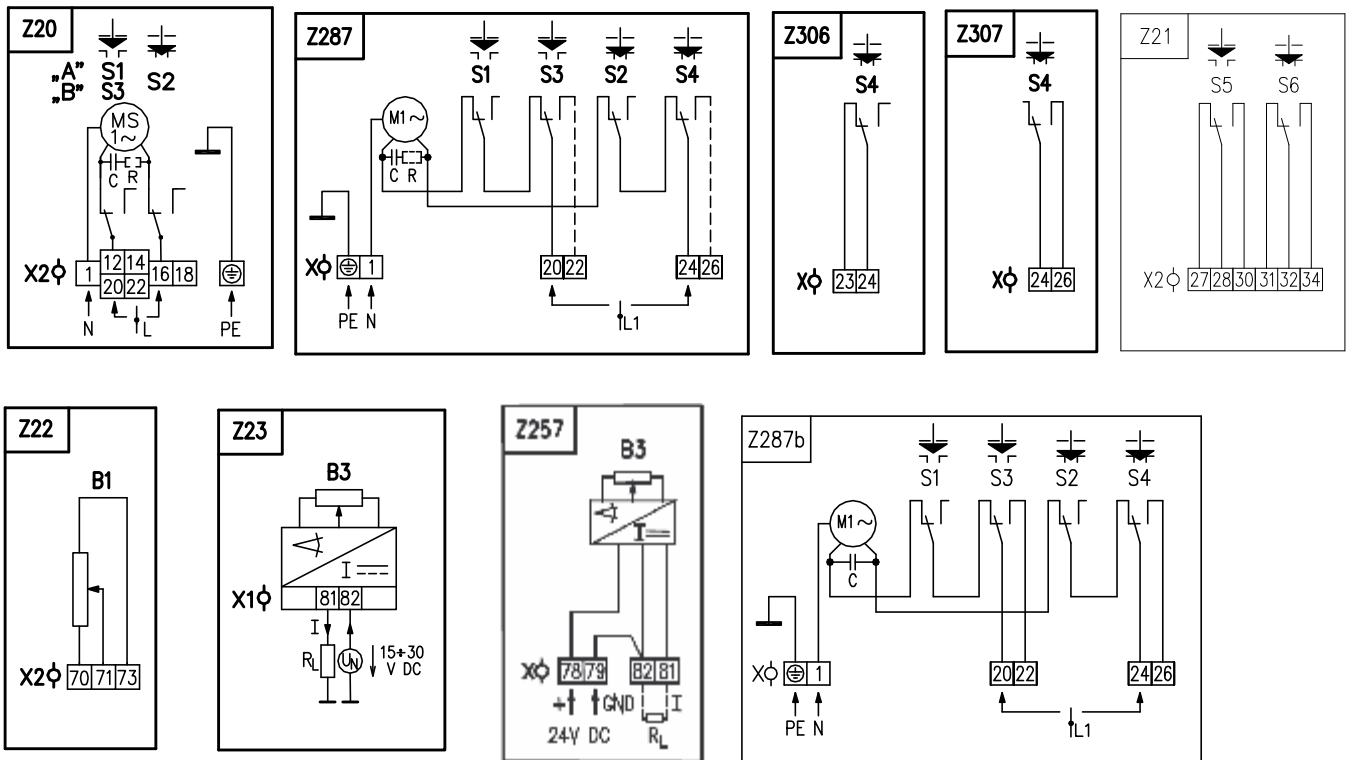 Z20
„A” S1 S2
„B” S3
MS
1~
C R
X2 1 12 14 16 18
20 22
N L PE
Z287
S1 S3 S2 S4
M1~
C R
X 1 20 22 24 26
PE N L1
Z306
S4
X 23 24
Z307
S4
X 24 26
Z21
S5 S6
X2 27 28 30 31 32 34
Z22
B1
X2 70 71 73
Z23
B3
I
X1 81 82
I
RL UN 15÷30
V DC
Z257
B3
I
X 78 79 82 81
+ GND I
24V DC RL
Z287b
S1 S3 S2 S4
M1~
C
X 1 20 22 24 26
PE N L1